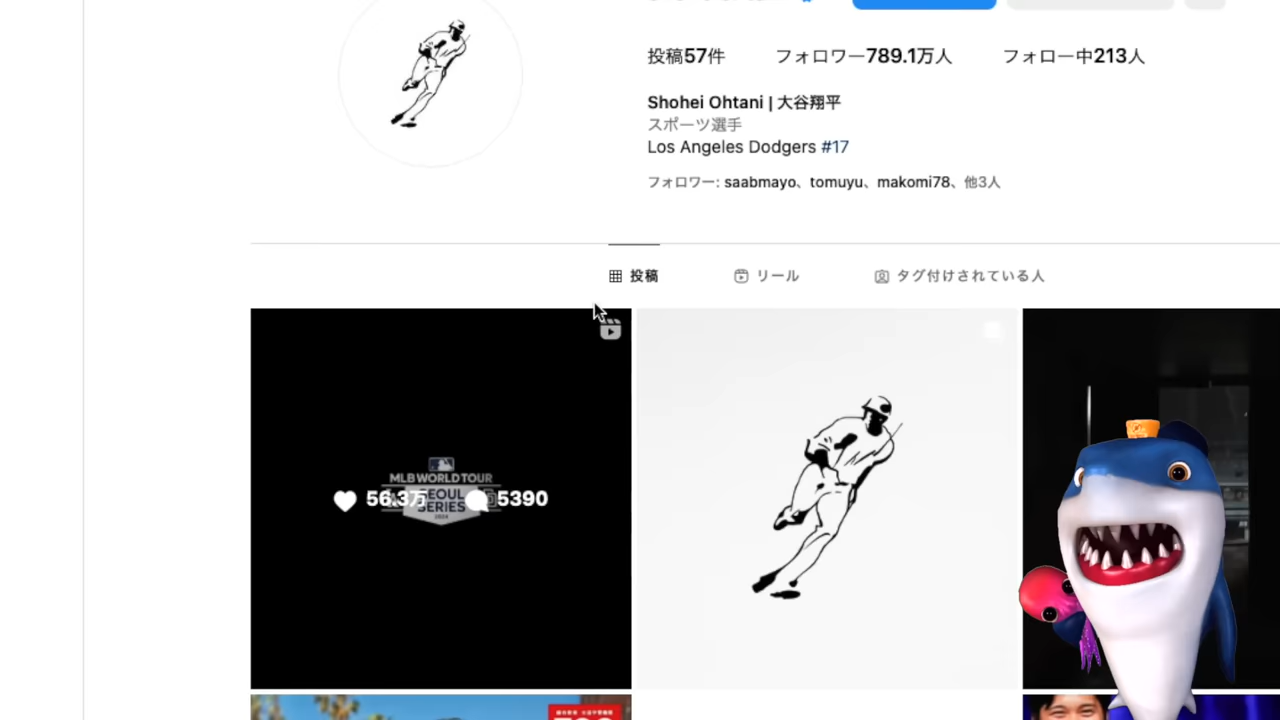 投稿57件 フォロワー789.1万人 フォロー中213人
Shohei Ohtani | 大谷翔平
スポーツ選手
Los Angeles Dodgers #17
フォロワー: saabmayo、tomuyu、makomi78、他3人
投稿 リール タグ付けされている人
MLB WORLD TOUR
56.3万 5390
SEOUL
SERIES
2024